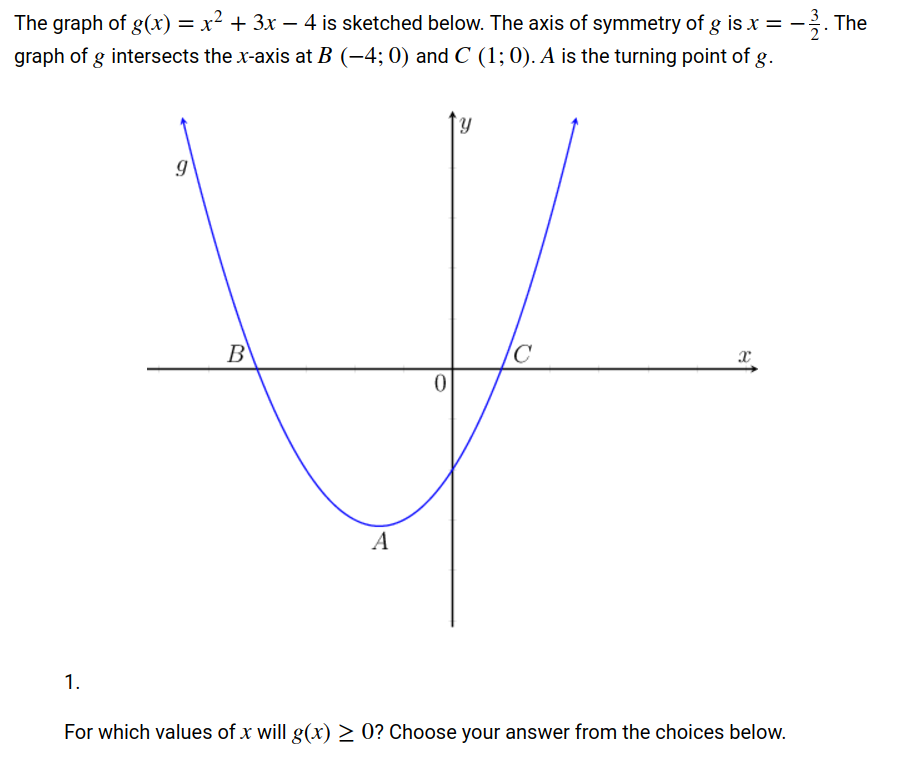 The graph of g(x) = x² + 3x − 4 is sketched below. The axis of symmetry of g is x = −3/2. The
graph of g intersects the x-axis at B (−4; 0) and C (1; 0). A is the turning point of g.
y
g
B
C
x
0
A
1.
For which values of x will g(x) ≥ 0? Choose your answer from the choices below.